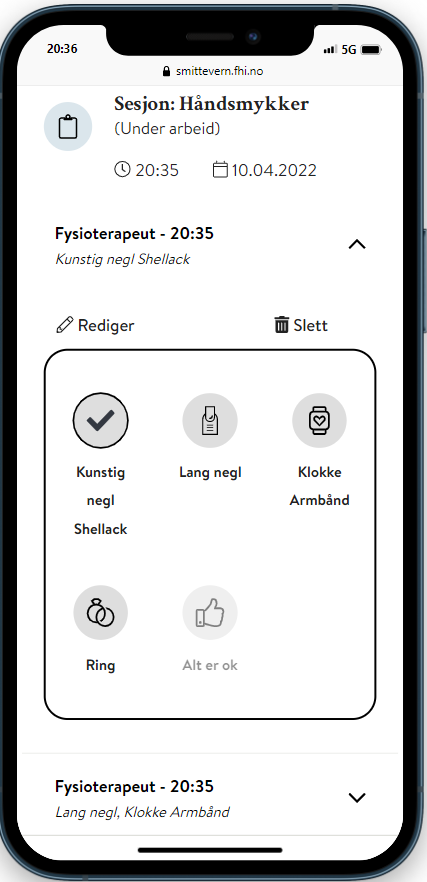 20:36
5G
smittevern.fhi.no
Sesjon: Håndsmykker
(Under arbeid)
20:35 10.04.2022
Fysioterapeut - 20:35
Kunstig negl Shellack
Rediger Slett
Kunstig
negl
Shellack
Lang negl
Klokke
Armbånd
Ring
Alt er ok
Fysioterapeut - 20:35
Lang negl, Klokke Armbånd